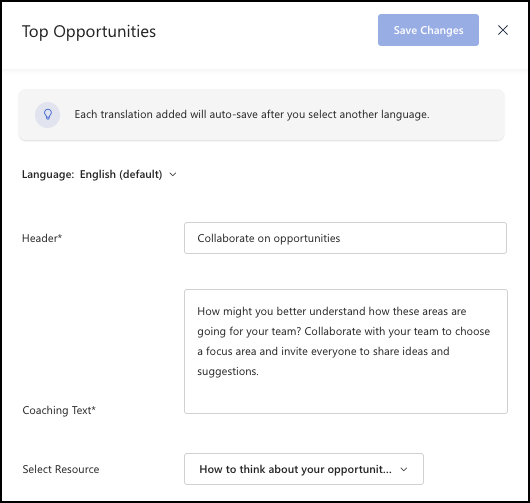 Top Opportunities
Save Changes
Each translation added will auto-save after you select another language.
Language: English (default)
Header*
Collaborate on opportunities
How might you better understand how these areas are
going for your team? Collaborate with your team to choose
a focus area and invite everyone to share ideas and
suggestions.
Coaching Text*
Select Resource
How to think about your opportunit...